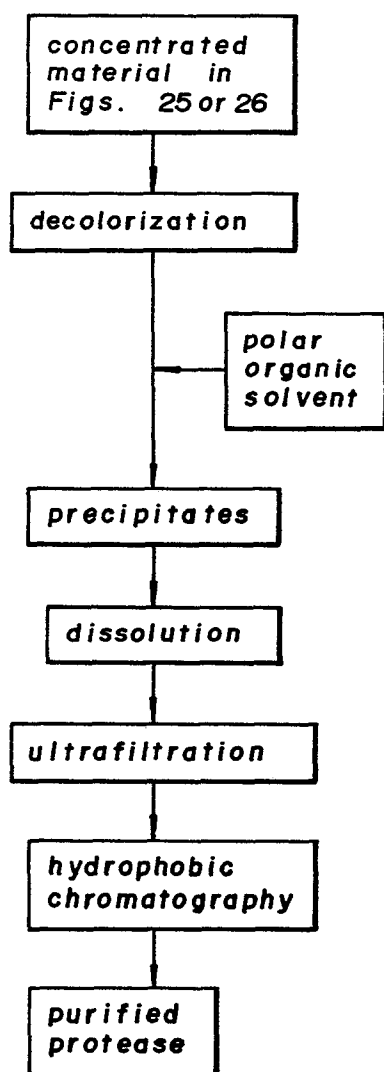 concentrated
material in
Figs. 25 or 26
decolorization
polar
organic
solvent
precipitates
dissolution
ultrafiltration
hydrophobic
chromatography
purified
protease